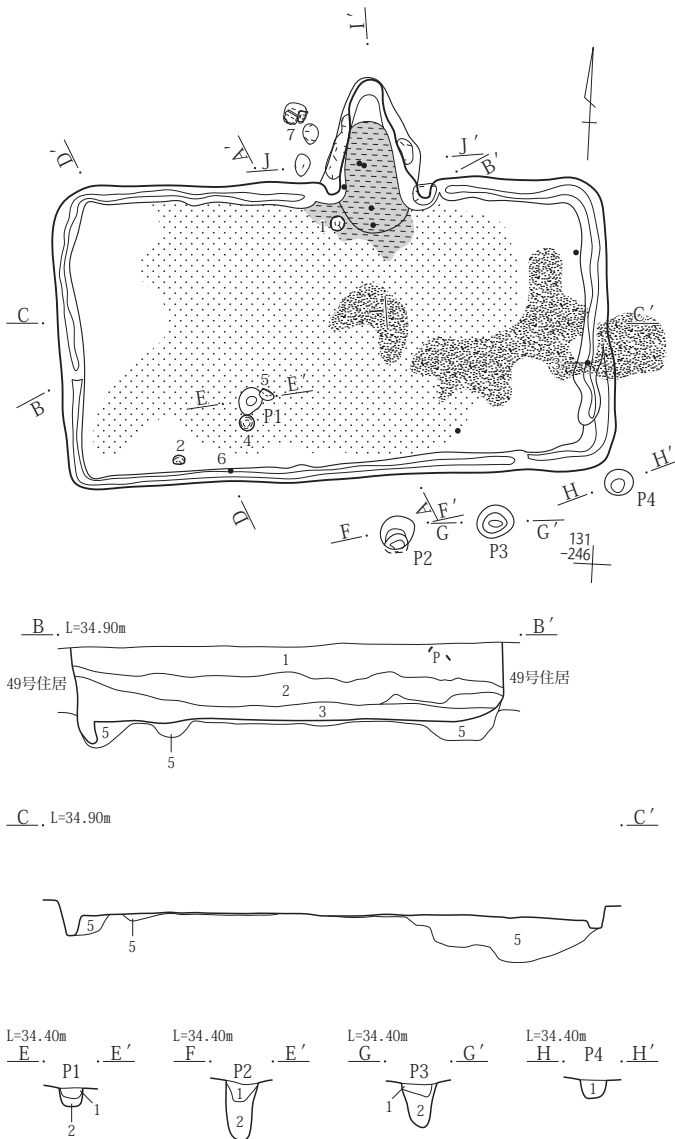 I′
7
D′
A′
J
J′
B′
1
C
C′
5
E
E′
P1
4
2
6
B
D
A
H
H′
P4
F
F′
G
G′
P2
P3
131
-246
B L=34.90m B′
1
P
49号住居
49号住居
2
3
5
5
5
C L=34.90m C′
5
5
5
L=34.40m L=34.40m L=34.40m L=34.40m
E E′ F E′ G G′ H P4 H′
P1 P2 P3
1 2
1 2
1 2
1